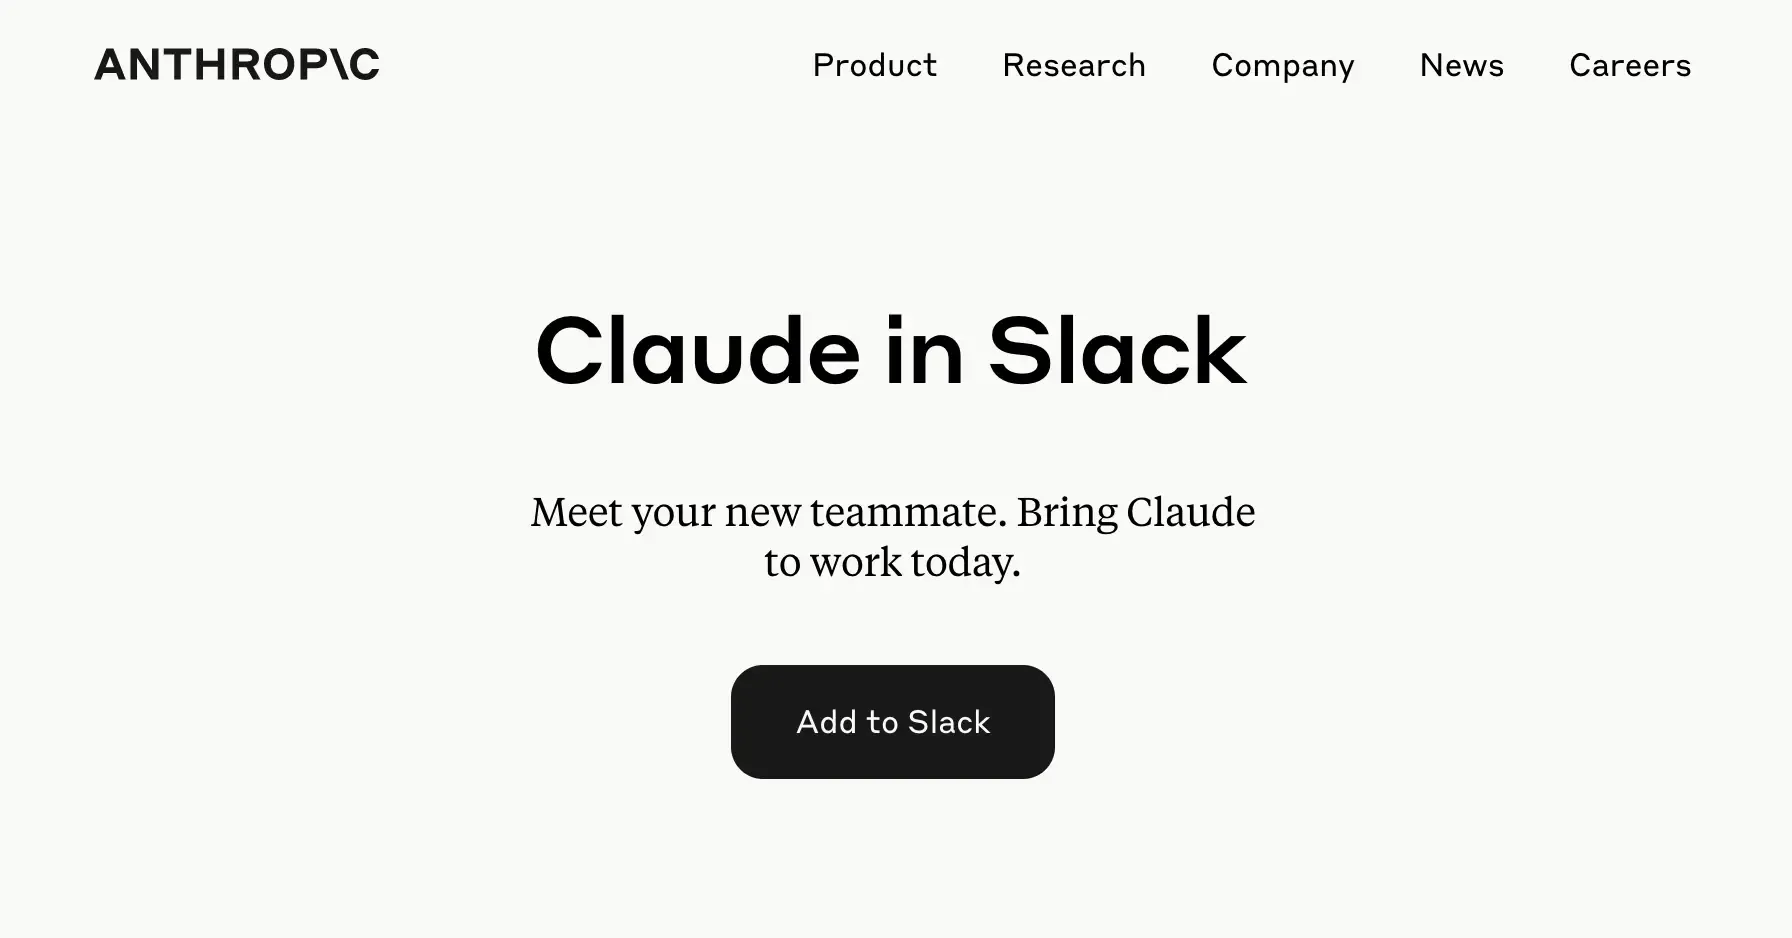 ANTHROP\C
Product Research Company News Careers
Claude in Slack
Meet your new teammate. Bring Claude
to work today.
Add to Slack